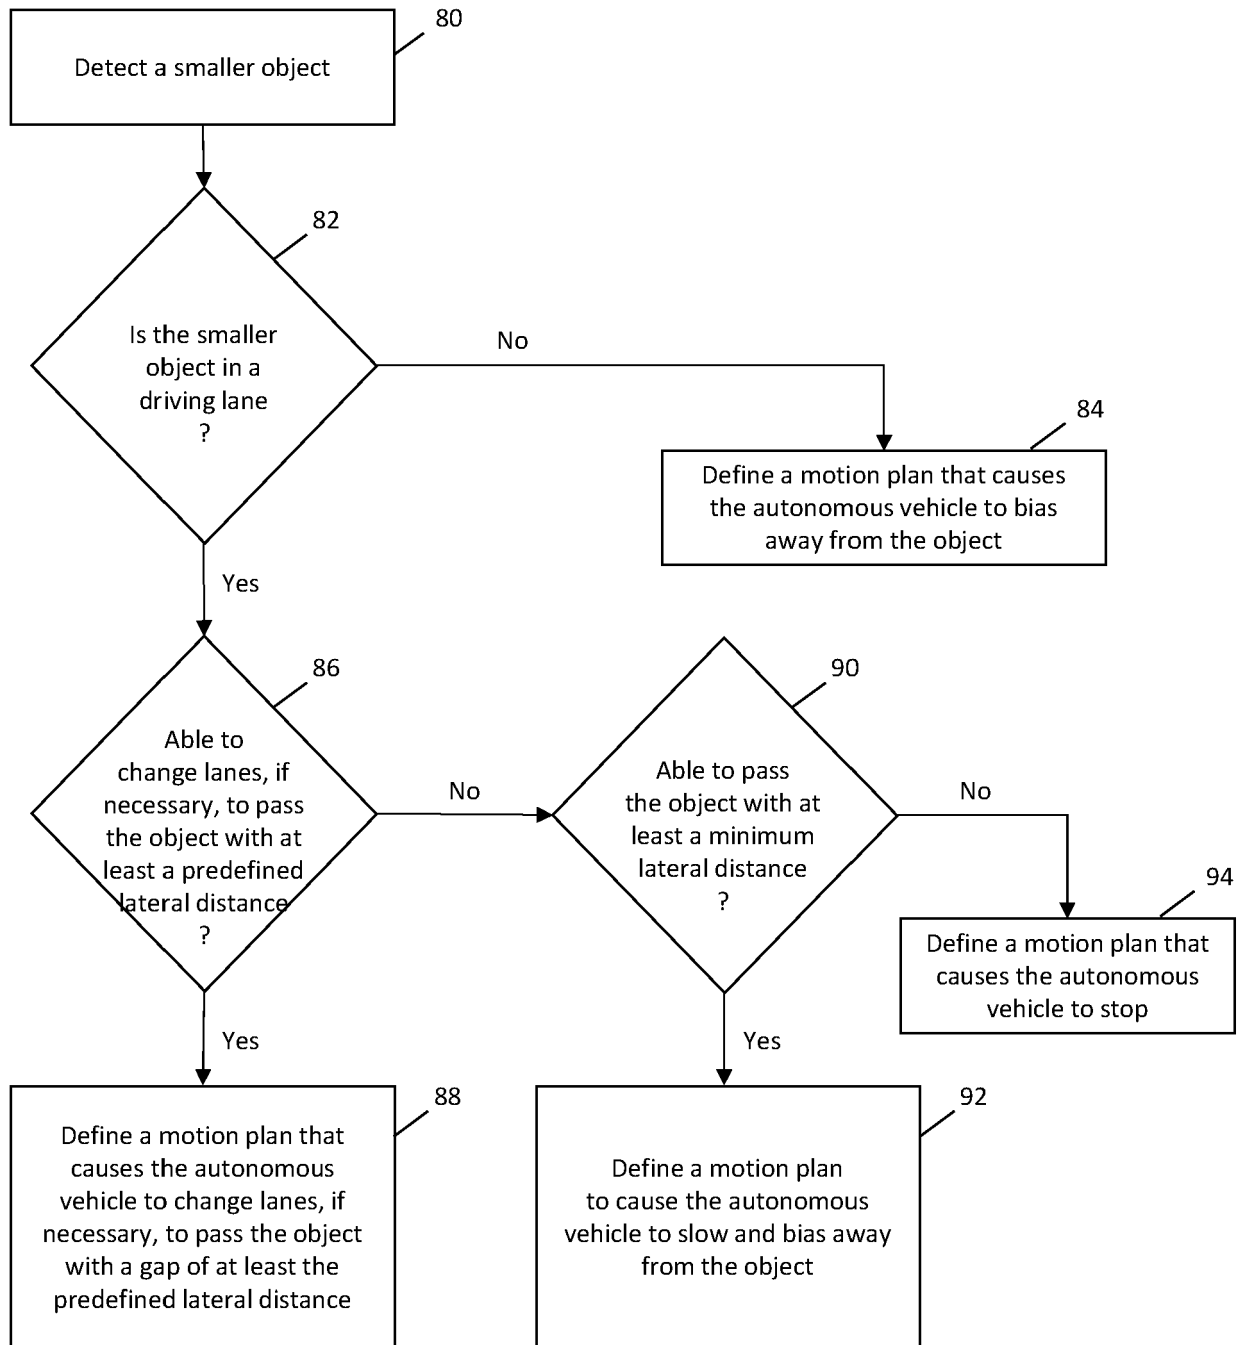 80
Detect a smaller object
82
Is the smaller
object in a
driving lane
?
No
84
Define a motion plan that causes
the autonomous vehicle to bias
away from the object
Yes
86
Able to
change lanes, if
necessary, to pass
the object with at
least a predefined
lateral distance
?
No
90
Able to pass
the object with at
least a minimum
lateral distance
?
No
94
Define a motion plan that
causes the autonomous
vehicle to stop
Yes
88
Define a motion plan that
causes the autonomous
vehicle to change lanes, if
necessary, to pass the object
with a gap of at least the
predefined lateral distance
Yes
92
Define a motion plan
to cause the autonomous
vehicle to slow and bias away
from the object